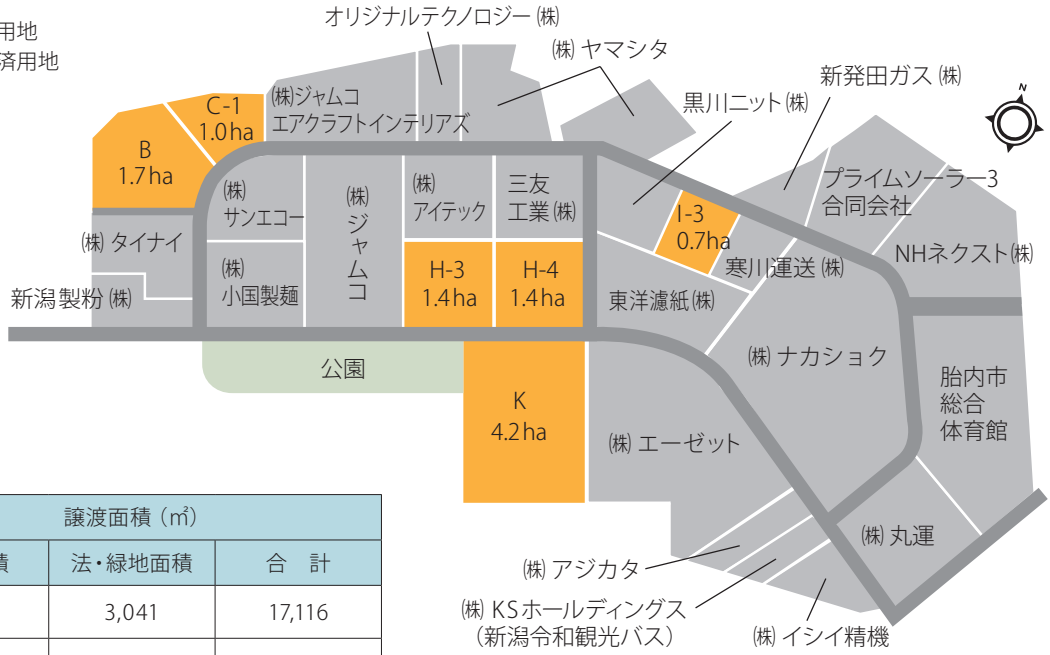 用地
済用地
オリジナルテクノロジー㈱
㈱ ヤマシタ
新発田ガス㈱
黒川ニット㈱
N
C-1
1.0ha
㈱ジャムコ
エアクラフトインテリアズ
B
1.7ha
㈱
サンエコー
㈱
ジャムコ
㈱
アイテック
三友
工業㈱
I-3
0.7ha
プライムソーラー3
合同会社
㈱ タイナイ
新潟製粉㈱
㈱
小国製麺
H-3
1.4ha
H-4
1.4ha
東洋濾紙㈱
寒川運送㈱
NHネクスト㈱
㈱ ナカショク
公園
K
4.2ha
㈱ エーゼット
胎内市
総合
体育館
㈱ 丸運
㈱ アジカタ
㈱ KSホールディングス
（新潟令和観光バス）
㈱ イシイ精機
譲渡面積（㎡）
積 法・緑地面積 合 計
3,041 17,116